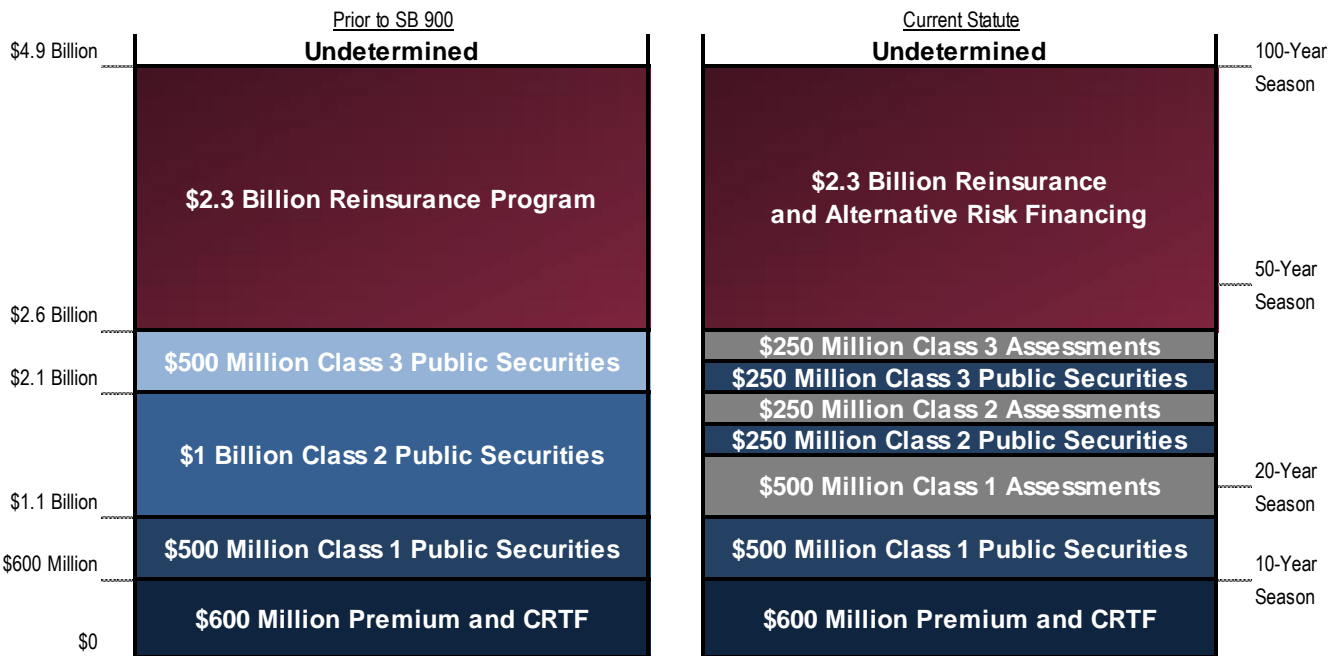 Prior to SB 900
Current Statute
$4.9 Billion
Undetermined
Undetermined
100-Year
Season
$2.3 Billion Reinsurance Program
$2.3 Billion Reinsurance
and Alternative Risk Financing
50-Year
Season
$2.6 Billion
$500 Million Class 3 Public Securities
$250 Million Class 3 Assessments
$2.1 Billion
$250 Million Class 3 Public Securities
$250 Million Class 2 Assessments
$1 Billion Class 2 Public Securities
$250 Million Class 2 Public Securities
$500 Million Class 1 Assessments
20-Year
Season
$1.1 Billion
$500 Million Class 1 Public Securities
$500 Million Class 1 Public Securities
$600 Million
10-Year
Season
$600 Million Premium and CRTF
$600 Million Premium and CRTF
$0